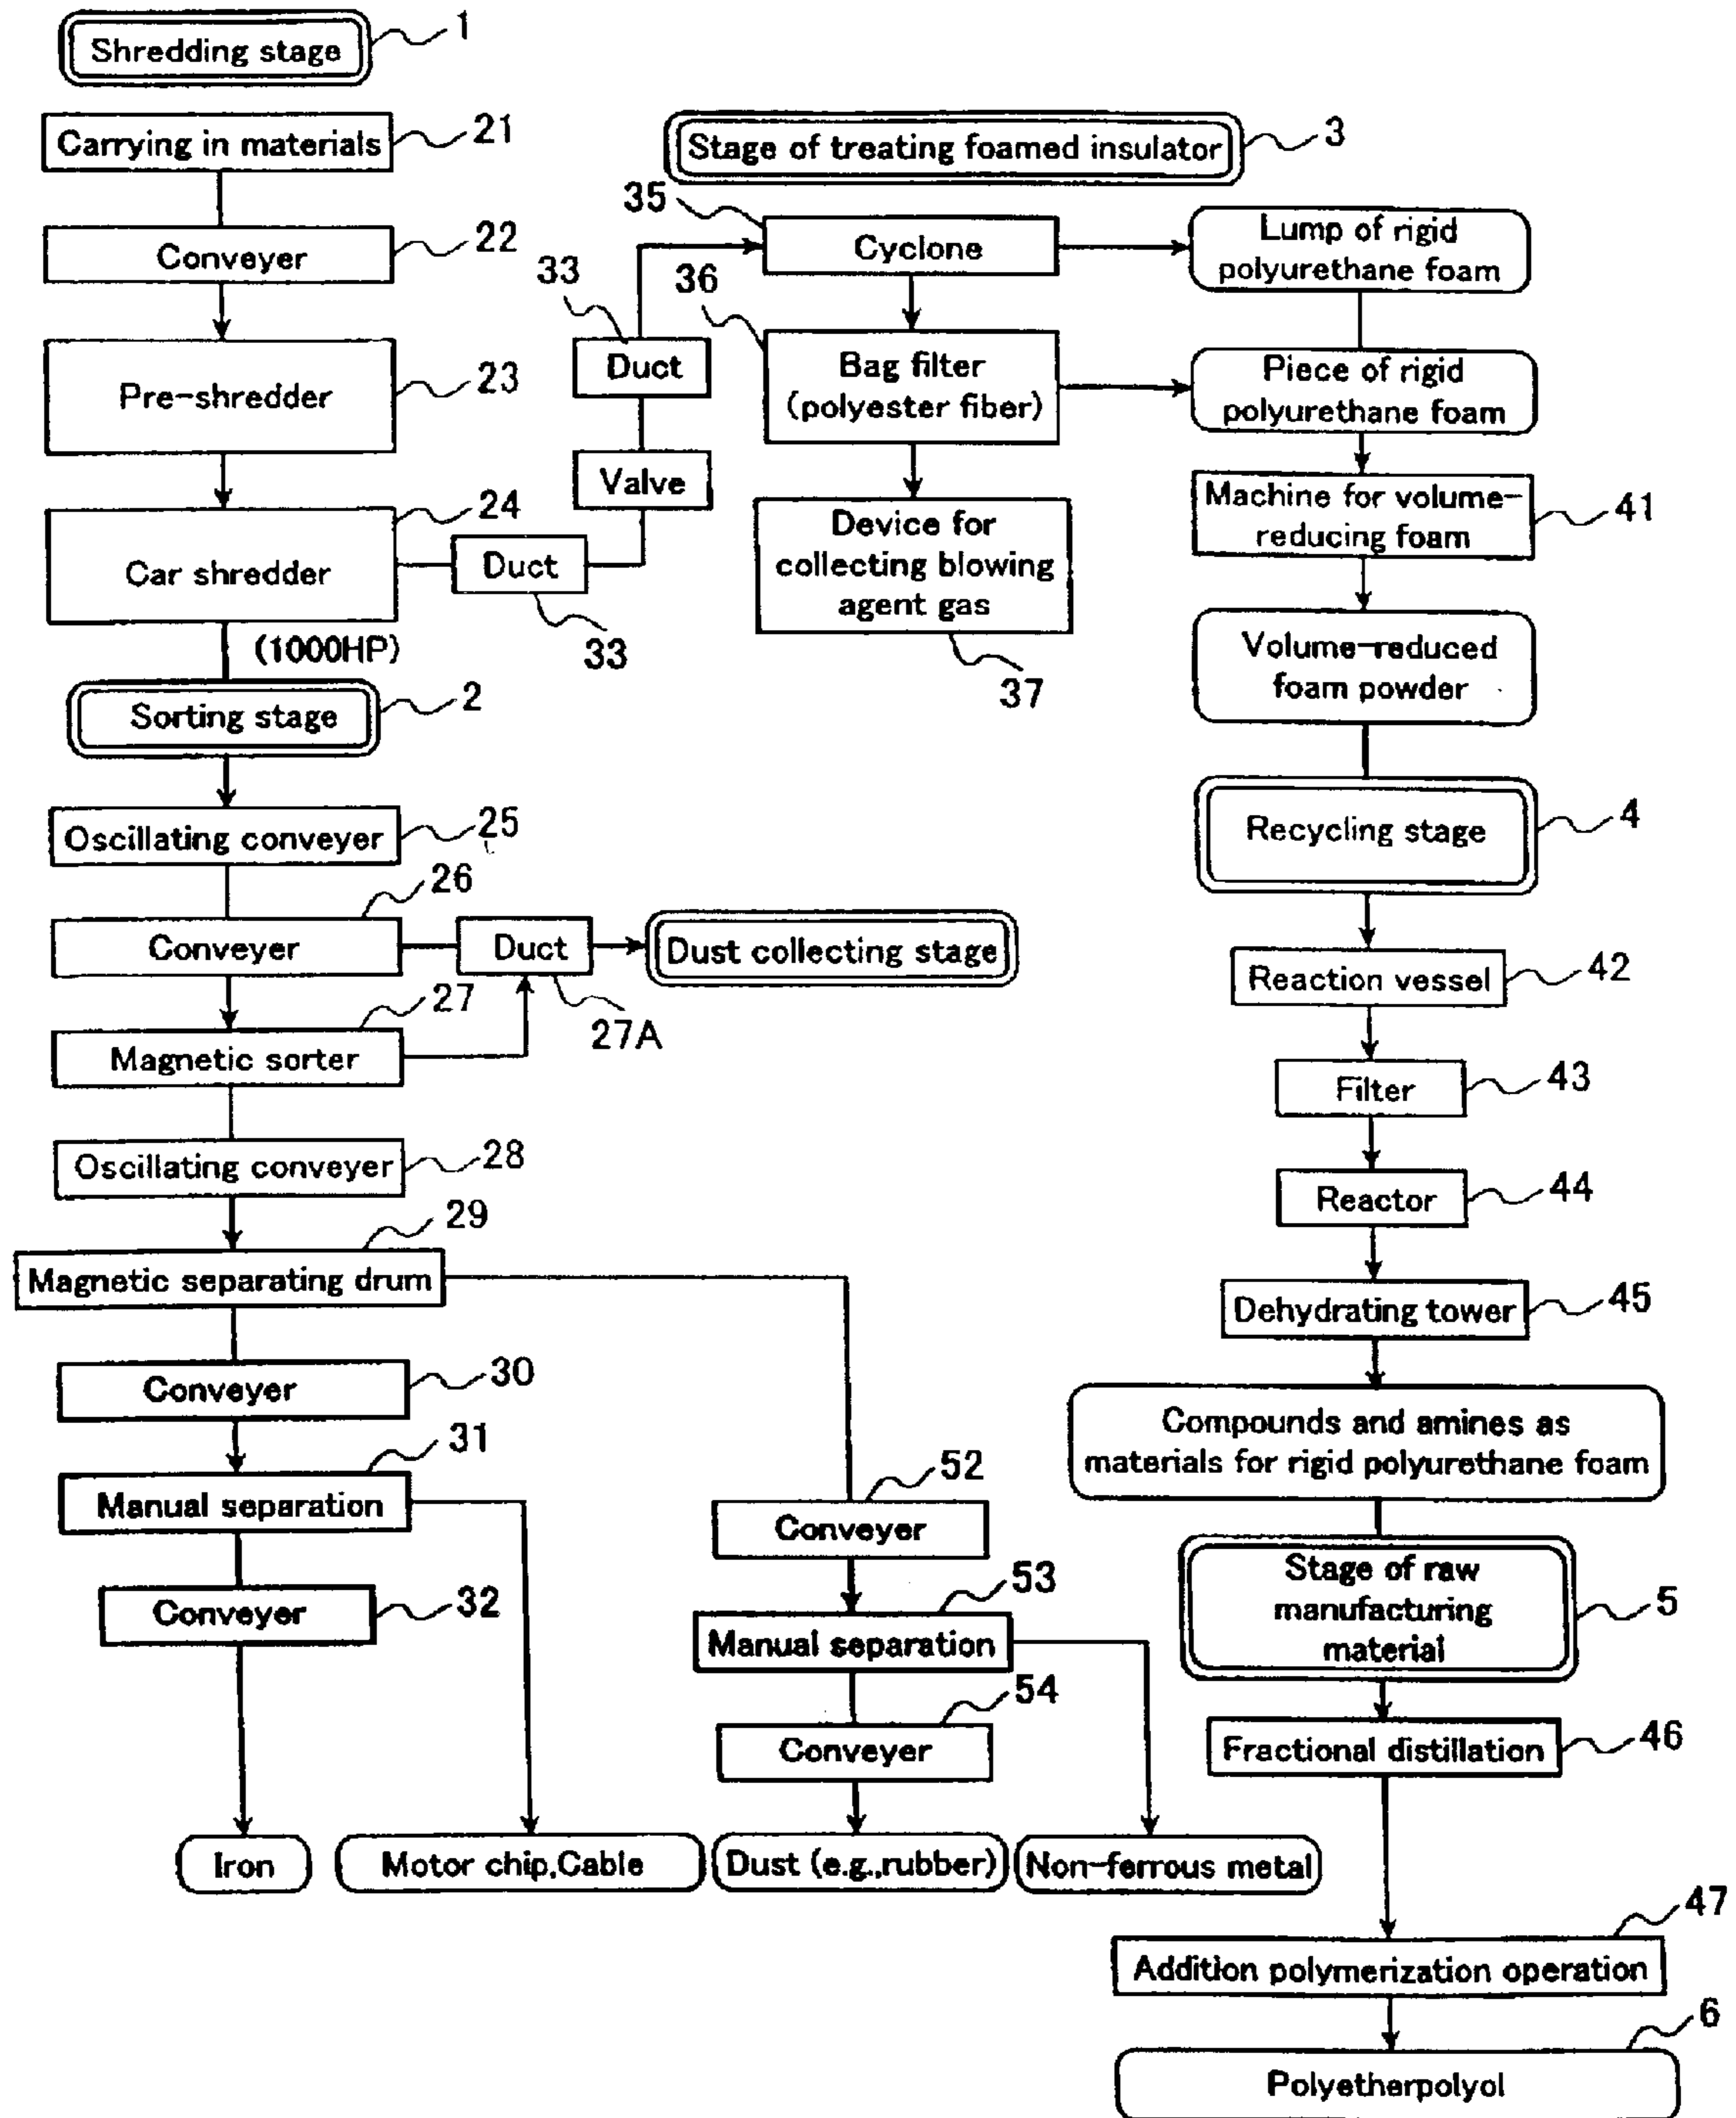 Shredding stage
1
Carrying in materials
21
Conveyer
22
Pre-shredder
23
Car shredder
24
(1000HP)
Duct
33
Valve
Duct
33
Stage of treating foamed insulator
3
35
Cyclone
36
Bag filter
(polyester fiber)
Device for
collecting blowing
agent gas
37
Lump of rigid
polyurethane foam
Piece of rigid
polyurethane foam
Machine for volume-
reducing foam
41
Volume-reduced
foam powder
Sorting stage
2
Oscillating conveyer
25
Conveyer
26
Duct
27A
Dust collecting stage
Magnetic sorter
27
Oscillating conveyer
28
Magnetic separating drum
29
Conveyer
30
Manual separation
31
Conveyer
32
Iron
Motor chip,Cable
Conveyer
52
Manual separation
53
Conveyer
54
Dust (e.g.,rubber)
Non-ferrous metal
Recycling stage
4
Reaction vessel
42
Filter
43
Reactor
44
Dehydrating tower
45
Compounds and amines as
materials for rigid polyurethane foam
Stage of raw
manufacturing
material
5
Fractional distillation
46
Addition polymerization operation
47
Polyetherpolyol
6